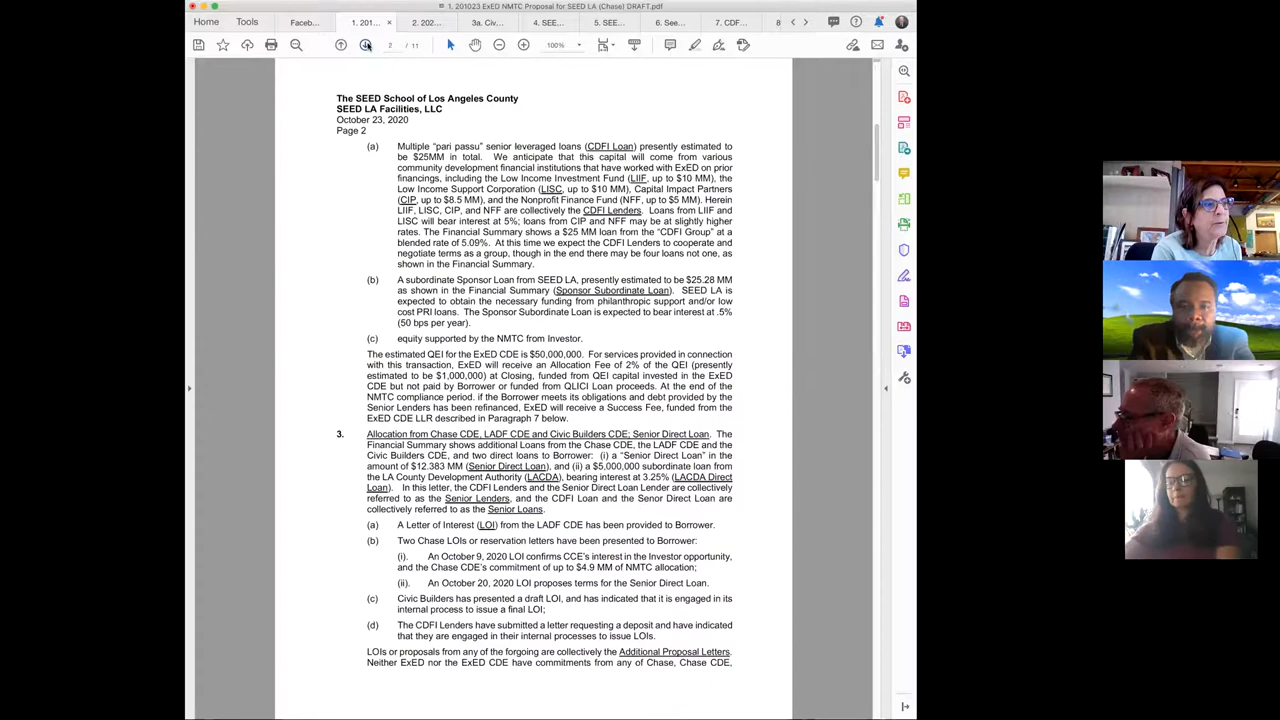 1. 201023 ExED NMTC Proposal for SEED LA (Chase) DRAFT.pdf
Home Tools Faceb... 1. 201... × 2. 202... 3a. Civ... 4. SEE... 5. SEE... 6. See... 7. CDF... 8
2 / 11 100%
The SEED School of Los Angeles County
SEED LA Facilities, LLC
October 23, 2020
Page 2
(a) Multiple "pari passu" senior leveraged loans (CDFI Loan) presently estimated to
be $25MM in total. We anticipate that this capital will come from various
community development financial institutions that have worked with ExED on prior
financings, including the Low Income Investment Fund (LIIF, up to $10 MM), the
Low Income Support Corporation (LISC, up to $10 MM), Capital Impact Partners
(CIP, up to $8.5 MM), and the Nonprofit Finance Fund (NFF, up to $5 MM). Herein
LIIF, LISC, CIP, and NFF are collectively the CDFI Lenders. Loans from LIIF and
LISC will bear interest at 5%; loans from CIP and NFF may be at slightly higher
rates. The Financial Summary shows a $25 MM loan from the "CDFI Group" at a
blended rate of 5.09%. At this time we expect the CDFI Lenders to cooperate and
negotiate terms as a group, though in the end there may be four loans not one, as
shown in the Financial Summary.
(b) A subordinate Sponsor Loan from SEED LA, presently estimated to be $25.28 MM
as shown in the Financial Summary (Sponsor Subordinate Loan). SEED LA is
expected to obtain the necessary funding from philanthropic support and/or low
cost PRI loans. The Sponsor Subordinate Loan is expected to bear interest at .5%
(50 bps per year).
(c) equity supported by the NMTC from Investor.
The estimated QEI for the ExED CDE is $50,000,000. For services provided in connection
with this transaction, ExED will receive an Allocation Fee of 2% of the QEI (presently
estimated to be $1,000,000) at Closing, funded from QEI capital invested in the ExED
CDE but not paid by Borrower or funded from QLICI Loan proceeds. At the end of the
NMTC compliance period. if the Borrower meets its obligations and debt provided by the
Senior Lenders has been refinanced, ExED will receive a Success Fee, funded from the
ExED CDE LLR described in Paragraph 7 below.
3. Allocation from Chase CDE, LADF CDE and Civic Builders CDE; Senior Direct Loan. The
Financial Summary shows additional Loans from the Chase CDE, the LADF CDE and the
Civic Builders CDE, and two direct loans to Borrower: (i) a "Senior Direct Loan" in the
amount of $12.383 MM (Senior Direct Loan), and (ii) a $5,000,000 subordinate loan from
the LA County Development Authority (LACDA), bearing interest at 3.25% (LACDA Direct
Loan). In this letter, the CDFI Lenders and the Senior Direct Loan Lender are collectively
referred to as the Senior Lenders, and the CDFI Loan and the Senor Direct Loan are
collectively referred to as the Senior Loans.
(a) A Letter of Interest (LOI) from the LADF CDE has been provided to Borrower.
(b) Two Chase LOIs or reservation letters have been presented to Borrower:
(i). An October 9, 2020 LOI confirms CCE's interest in the Investor opportunity,
and the Chase CDE's commitment of up to $4.9 MM of NMTC allocation;
(ii). An October 20, 2020 LOI proposes terms for the Senior Direct Loan.
(c) Civic Builders has presented a draft LOI, and has indicated that it is engaged in its
internal process to issue a final LOI;
(d) The CDFI Lenders have submitted a letter requesting a deposit and have indicated
that they are engaged in their internal processes to issue LOIs.
LOIs or proposals from any of the forgoing are collectively the Additional Proposal Letters.
Neither ExED nor the ExED CDE have commitments from any of Chase, Chase CDE,